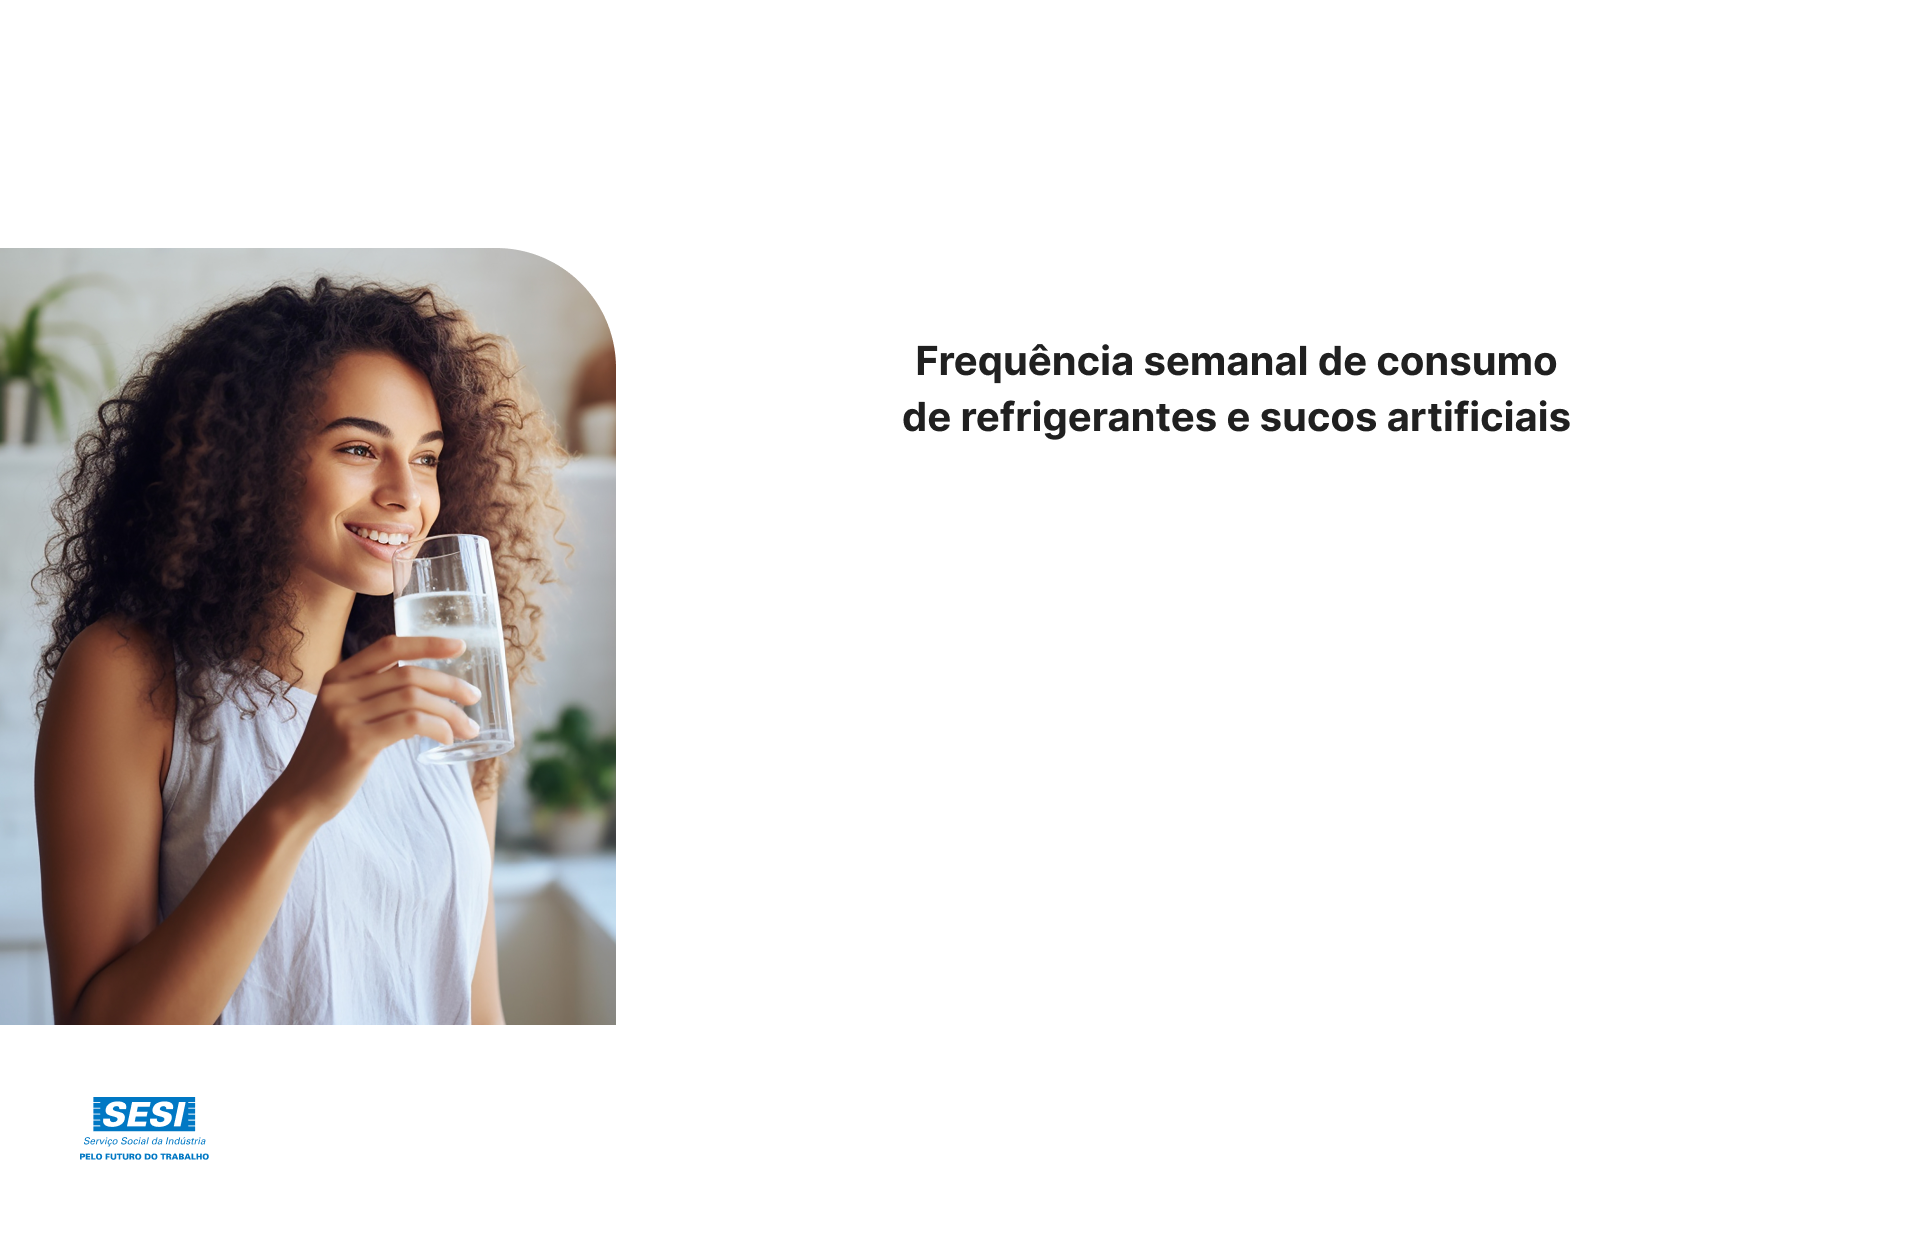 Frequência semanal de consumo
de refrigerantes e sucos artificiais
SESI
Serviço Social da Indústria
PELO FUTURO DO TRABALHO